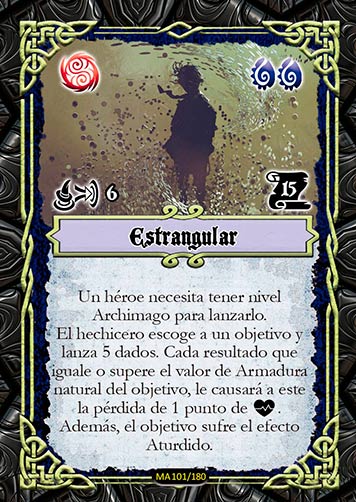 6
15
Estrangular
Un héroe necesita tener nivel
Archimago para lanzarlo.
El hechicero escoge a un objetivo y
lanza 5 dados. Cada resultado que
iguale o supere el valor de Armadura
natural del objetivo, le causará a este
la pérdida de 1 punto de .
Además, el objetivo sufre el efecto
Aturdido.
MA101/180